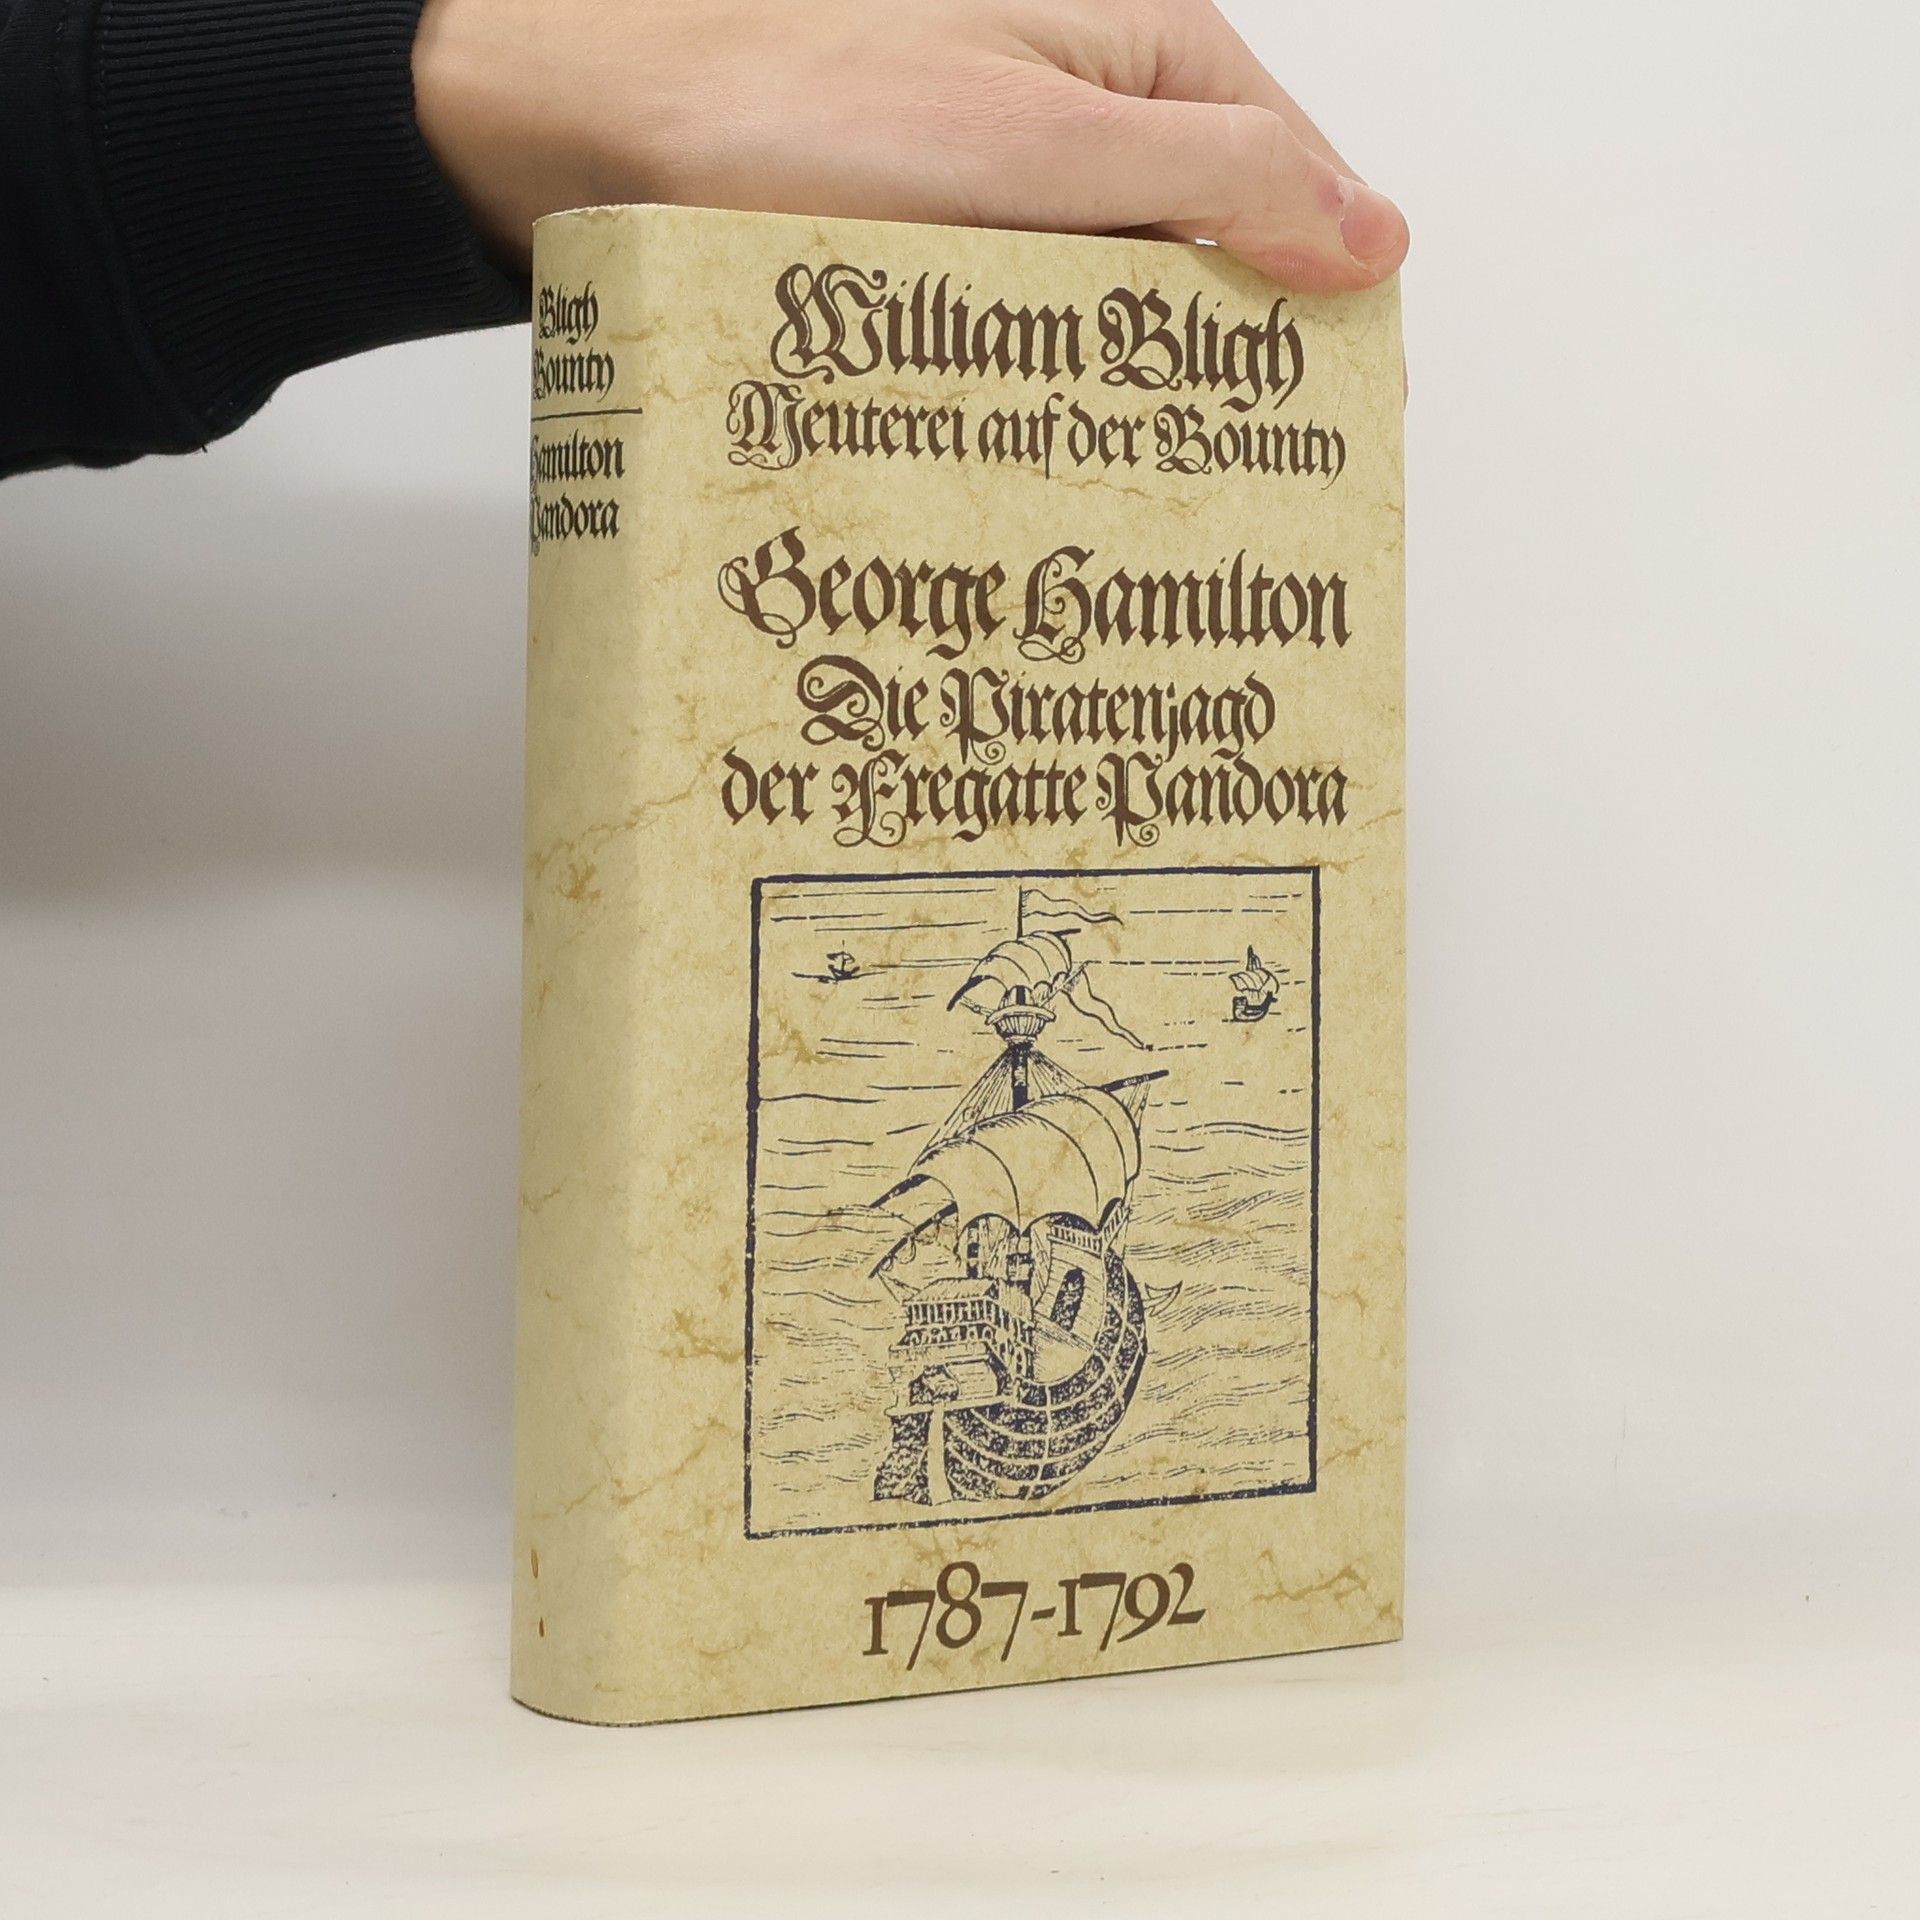 Bligh
Bounty
Hamilton
Pandora
William Bligh
Meuterei auf der Bounty
George Hamilton
Die Piratenjagd
der Fregatte Pandora
1787-1792